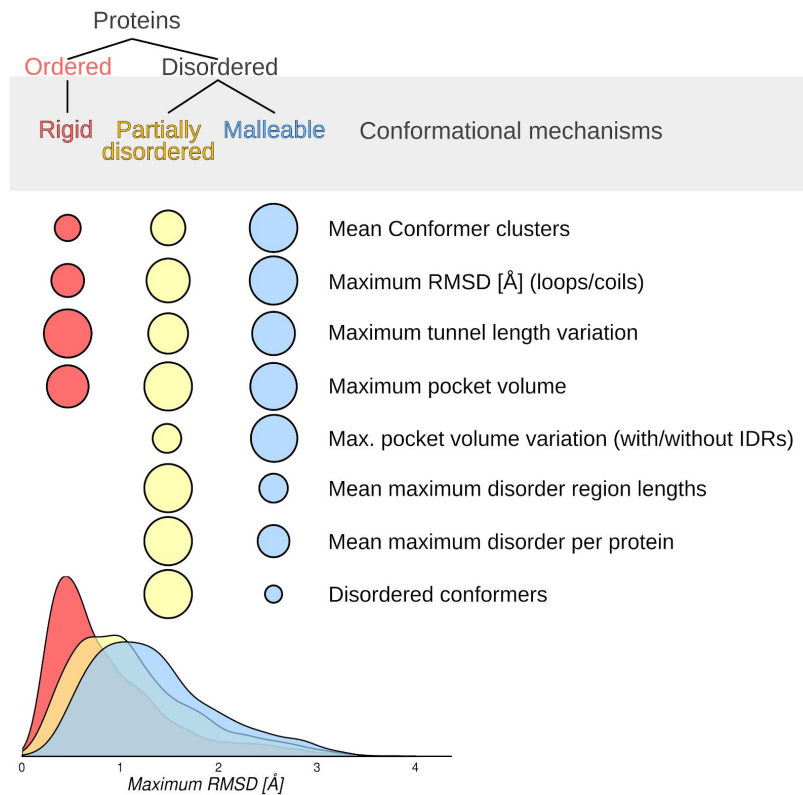 Proteins
Ordered
Disordered
Rigid
Partially
disordered
Malleable
Conformational mechanisms
Mean Conformer clusters
Maximum RMSD [Å] (loops/coils)
Maximum tunnel length variation
Maximum pocket volume
Max. pocket volume variation (with/without IDRs)
Mean maximum disorder region lengths
Mean maximum disorder per protein
Disordered conformers
0 1 2 3 4
Maximum RMSD [Å]